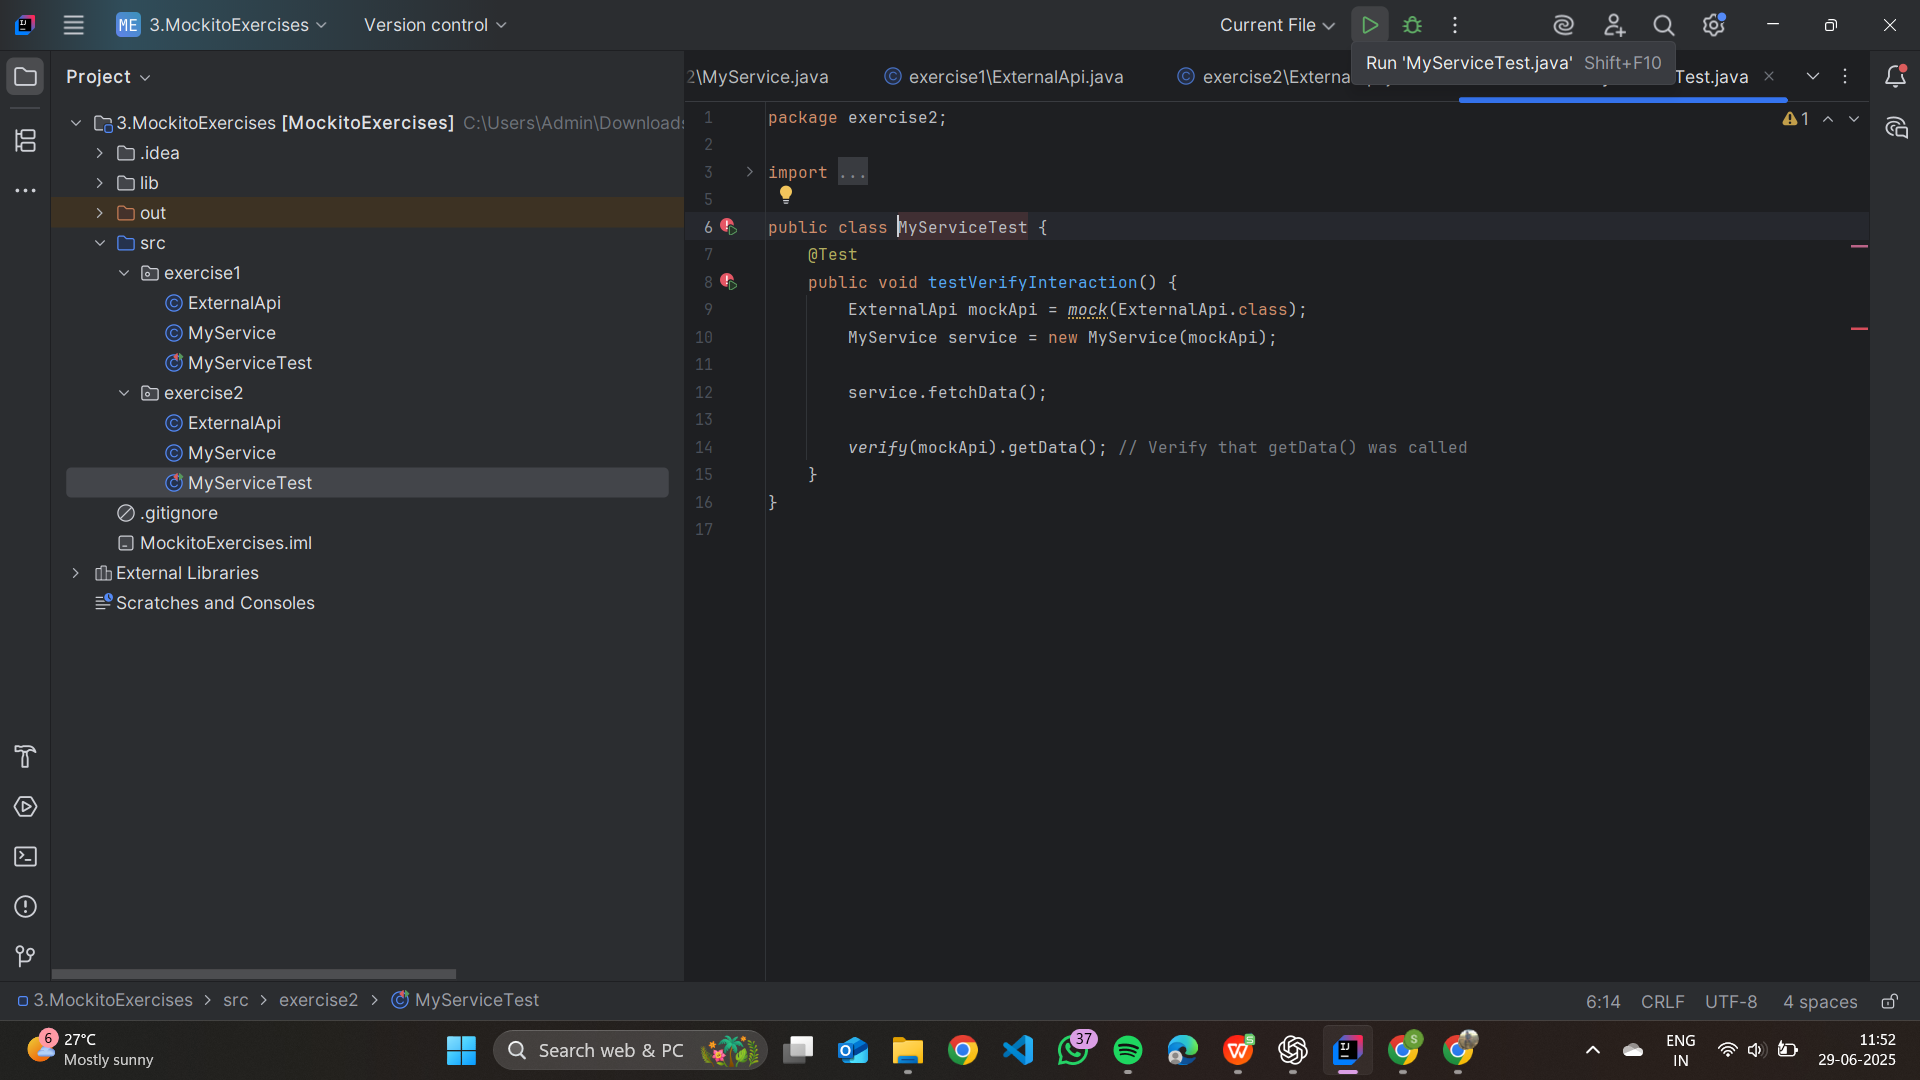 ME 3.MockitoExercises
Version control
Current File
Run 'MyServiceTest.java' Shift+F10
Project
2\MyService.java
exercise1\ExternalApi.java
exercise2\Externa
Test.java
3.MockitoExercises [MockitoExercises] C:\Users\Admin\Downloads
.idea
lib
out
src
exercise1
ExternalApi
MyService
MyServiceTest
exercise2
ExternalApi
MyService
MyServiceTest
.gitignore
MockitoExercises.iml
External Libraries
Scratches and Consoles
1 package exercise2;
2
3 import ...
5
6 public class MyServiceTest {
7 @Test
8 public void testVerifyInteraction() {
9 ExternalApi mockApi = mock(ExternalApi.class);
10 MyService service = new MyService(mockApi);
11
12 service.fetchData();
13
14 verify(mockApi).getData(); // Verify that getData() was called
15 }
16 }
17
1
3.MockitoExercises > src > exercise2 > MyServiceTest
6:14 CRLF UTF-8 4 spaces
6
27°C
Mostly sunny
Search web & PC
37
ENG
IN
11:52
29-06-2025